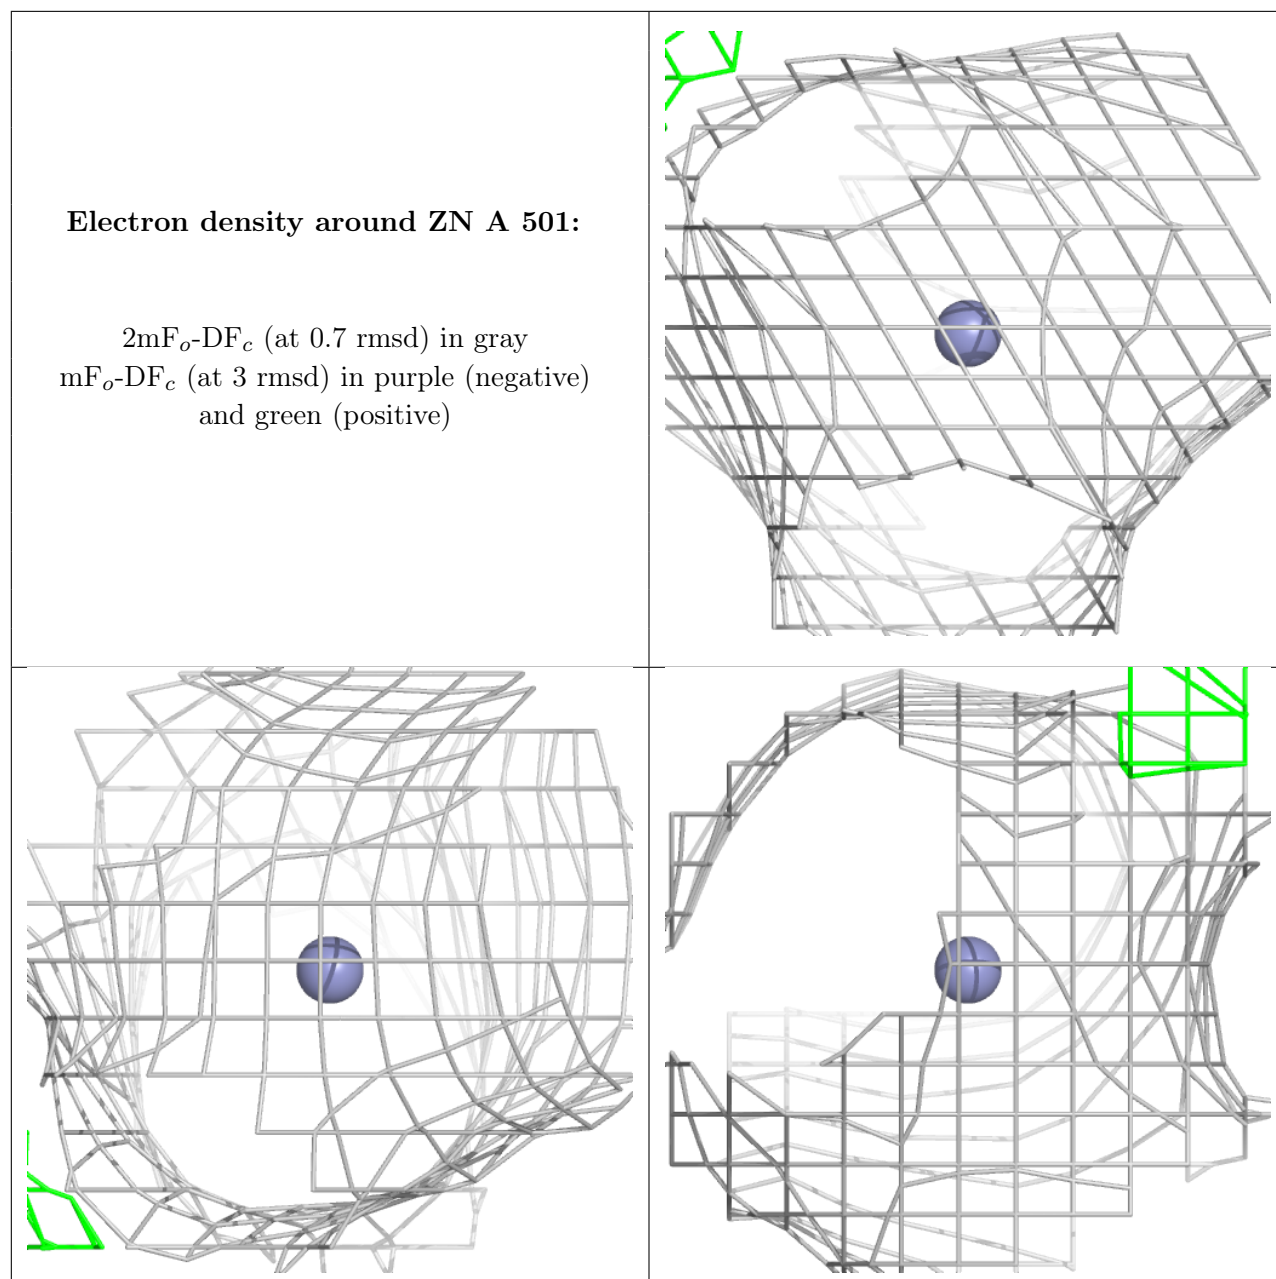 Electron density around ZN A 501:
2mFo-DFc (at 0.7 rmsd) in gray
mFo-DFc (at 3 rmsd) in purple (negative)
and green (positive)